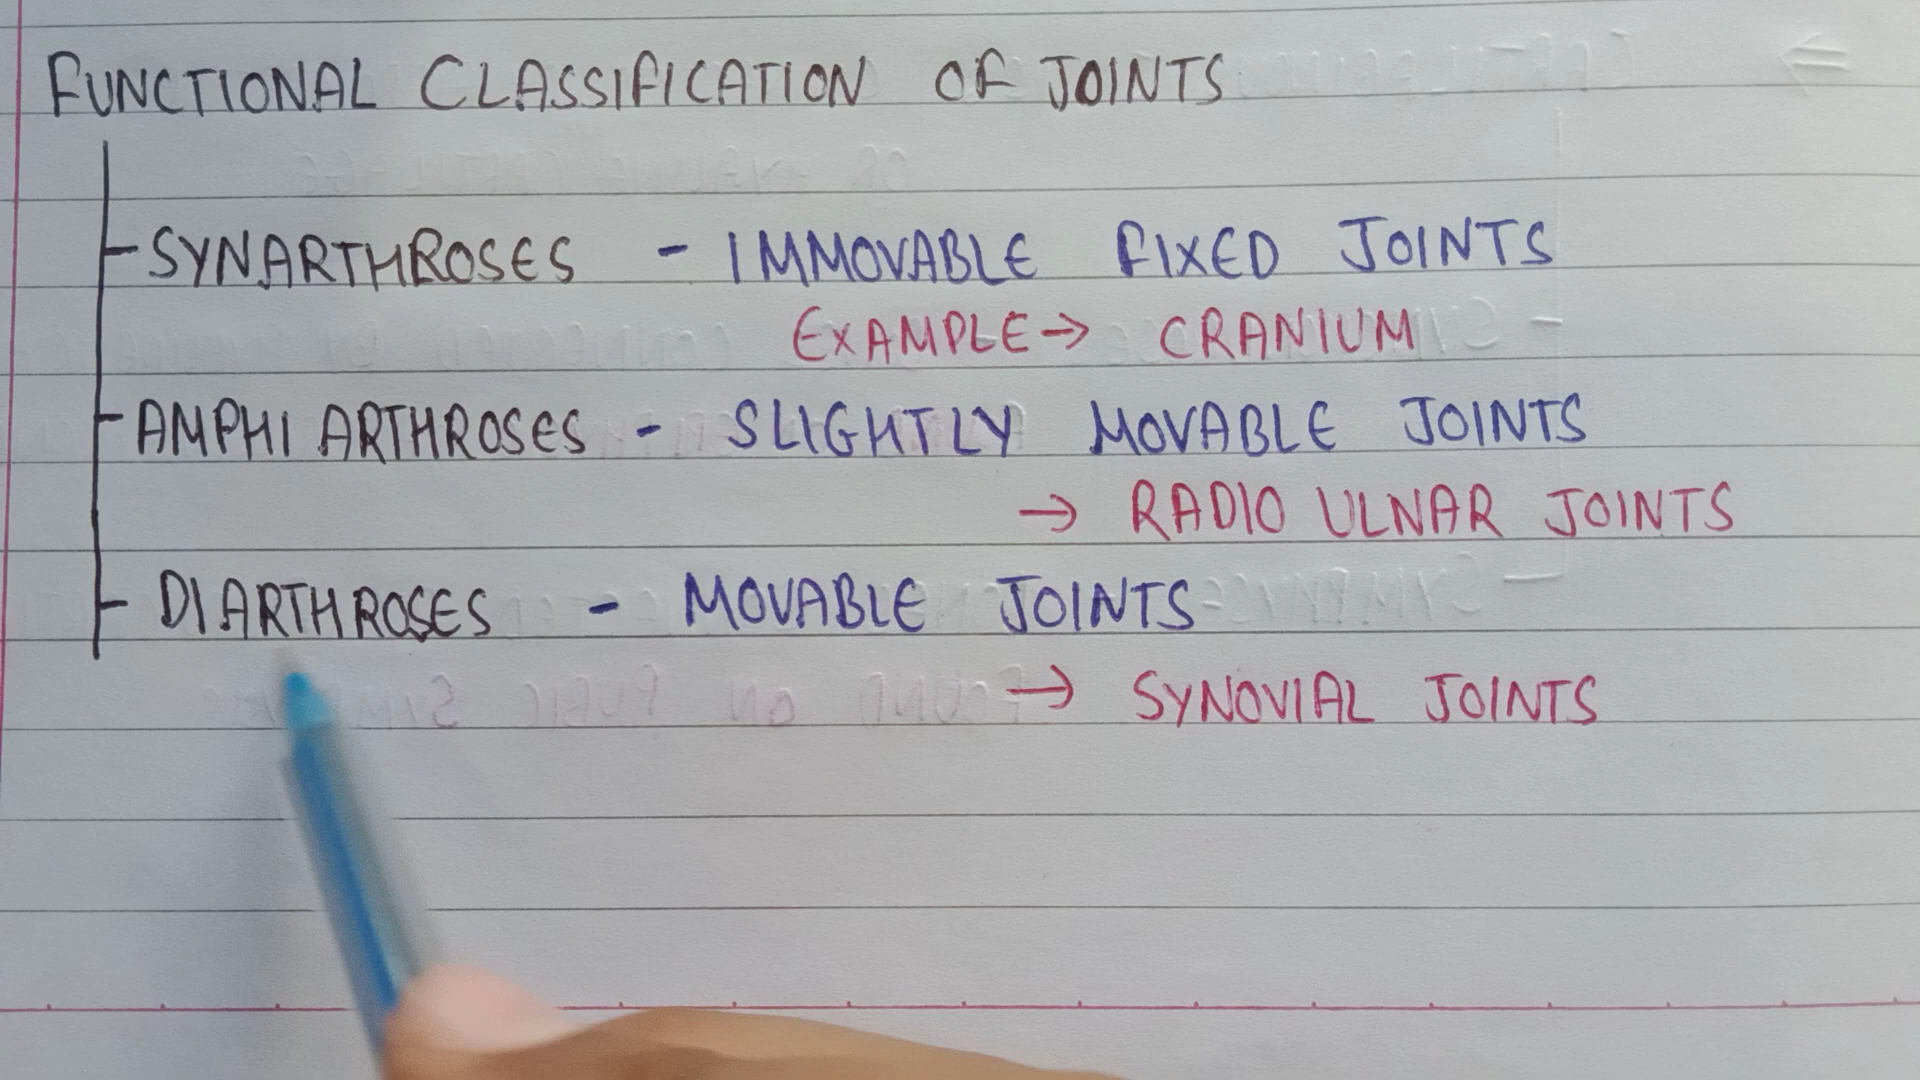 FUNCTIONAL CLASSIFICATION OF JOINTS
SYNARTHROSES - IMMOVABLE FIXED JOINTS
EXAMPLE → CRANIUM
AMPHI ARTHROSES - SLIGHTLY MOVABLE JOINTS
→ RADIO ULNAR JOINTS
DIARTHROSES - MOVABLE JOINTS
→ SYNOVIAL JOINTS